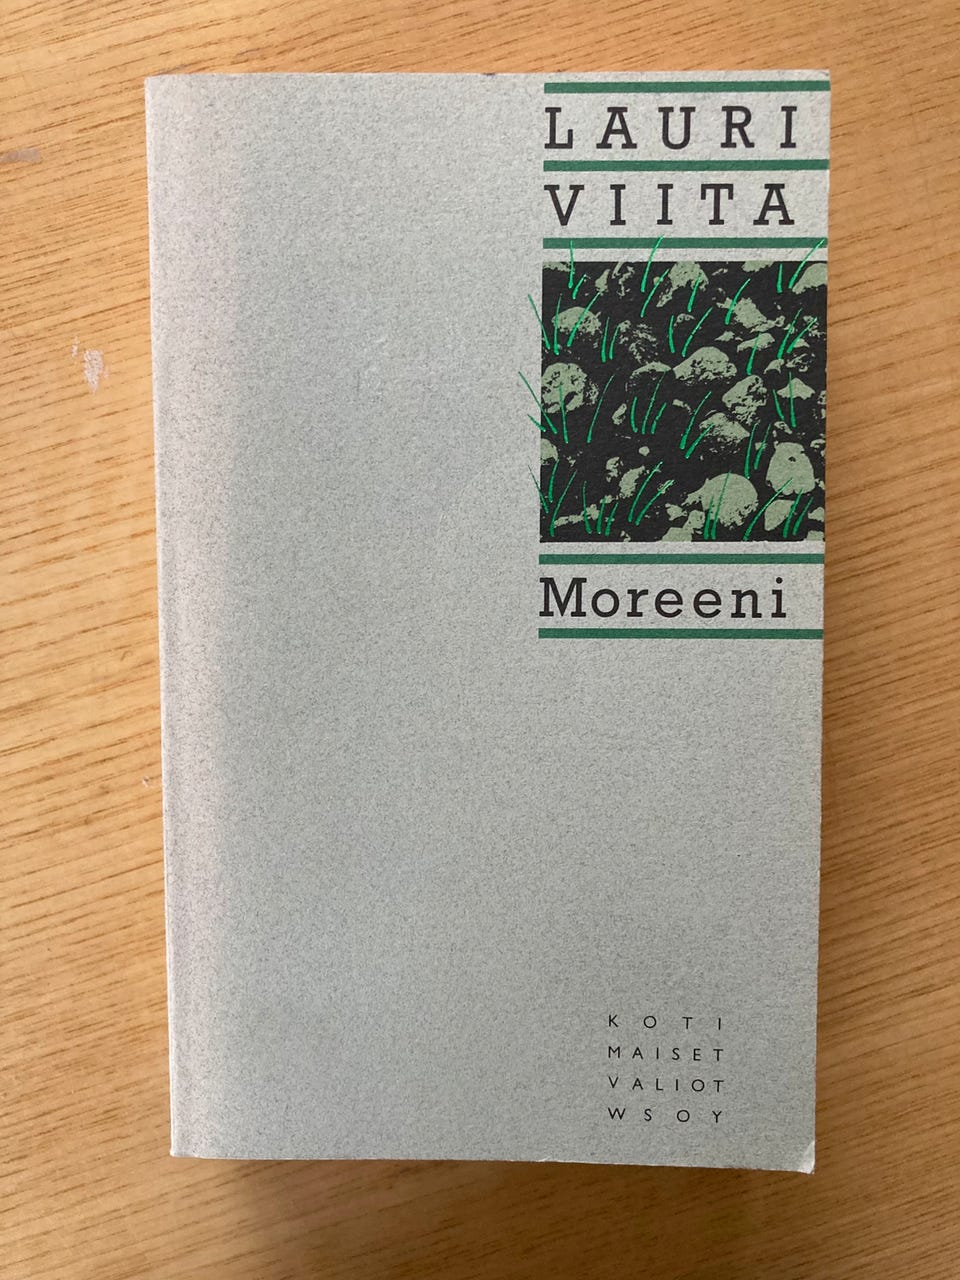 LAURI
VIITA
Moreeni
KOTI
MAISET
VALIOT
WSOY